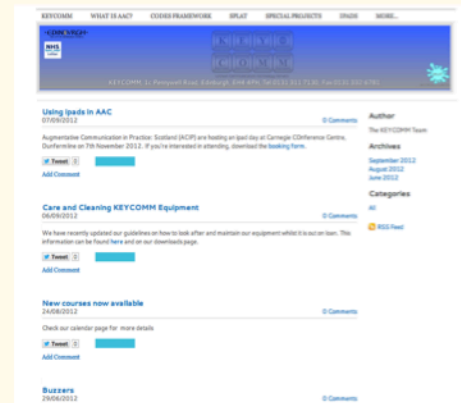 KEYCOMM WHAT IS AAC? CODES FRAMEWORK SPLAT SPECIAL PROJECTS IPADS MORE...
NHS
KEYCOMM
Using ipads in AAC
07/09/2012
0 Comments
Augmentative Communication in Practice: Scotland (ACiP) are hosting an ipad day at Carnegie COnference Centre,
Dunfermline on 7th November 2012. If you're interested in attending, download the booking form.
Tweet
Add Comment
Care and Cleaning KEYCOMM Equipment
06/09/2012
0 Comments
We have recently updated our guidelines on how to look after and maintain our equipment whilst it is out on loan. This
information can be found here and on our downloads page.
Tweet
Add Comment
New courses now available
24/08/2012
0 Comments
Check our calendar page for more details
Tweet
Add Comment
Buzzers
29/06/2012
0 Comments
Author
The KEYCOMM Team
Archives
September 2012
August 2012
June 2012
Categories
All
RSS Feed